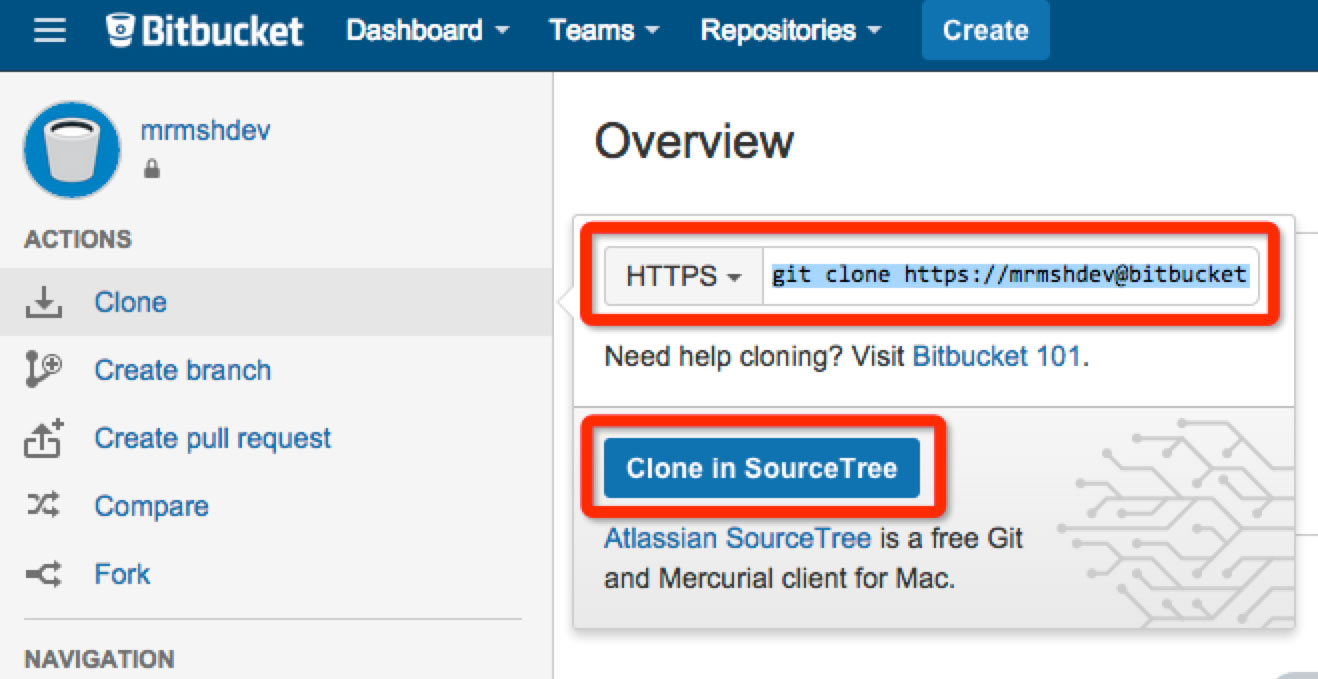 Bitbucket Dashboard Teams Repositories Create
mrmshdev
ACTIONS
Clone
Create branch
Create pull request
Compare
Fork
NAVIGATION
Overview
HTTPS git clone https://mrmshdev@bitbucket
Need help cloning? Visit Bitbucket 101.
Clone in SourceTree
Atlassian SourceTree is a free Git
and Mercurial client for Mac.